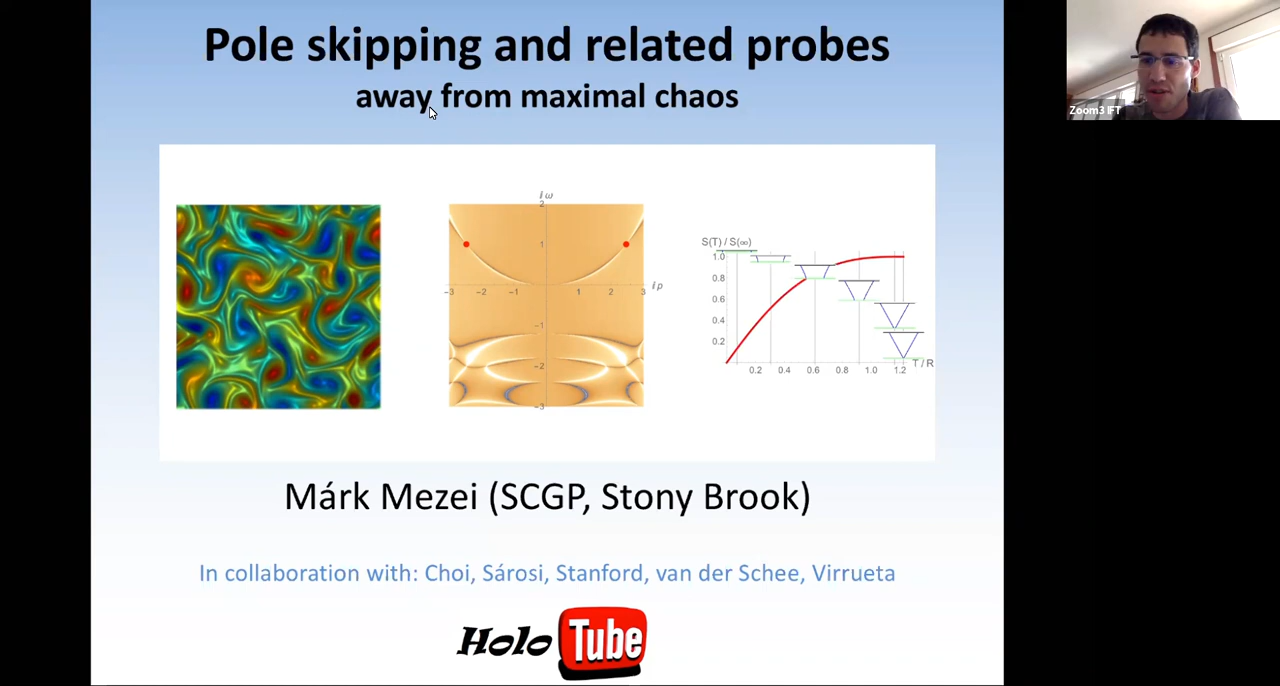 Pole skipping and related probes
away from maximal chaos
Zoom3 IFT
i ω
2
1
-3 -2 -1 1 2 3 i p
-1
-2
-3
S(T) / S(∞)
1.0
0.8
0.6
0.4
0.2
0.2 0.4 0.6 0.8 1.0 1.2 T / R
Márk Mezei (SCGP, Stony Brook)
In collaboration with: Choi, Sárosi, Stanford, van der Schee, Virrueta
Holo Tube